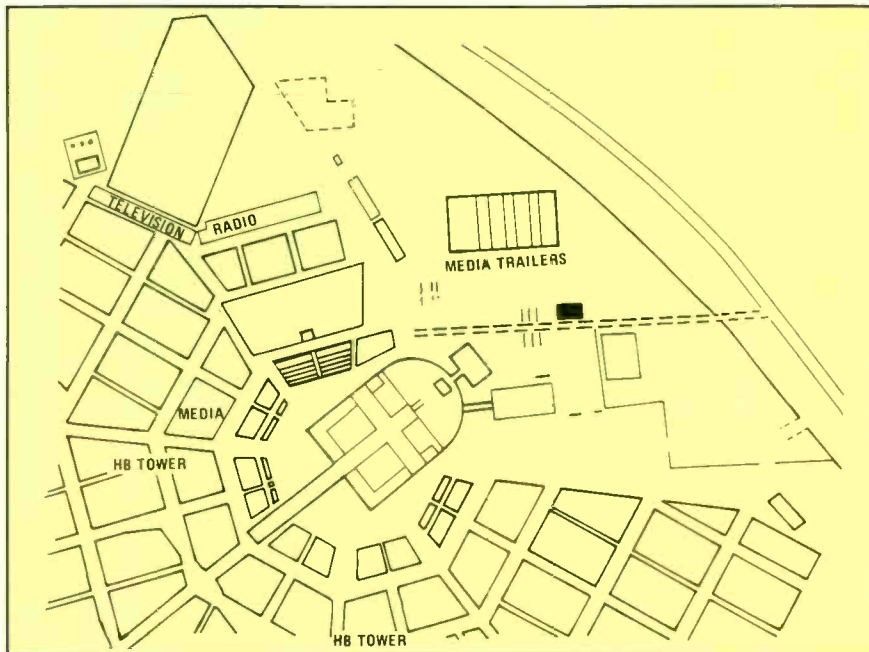 TELEVISION
RADIO
MEDIA TRAILERS
MEDIA
HB TOWER
HB TOWER